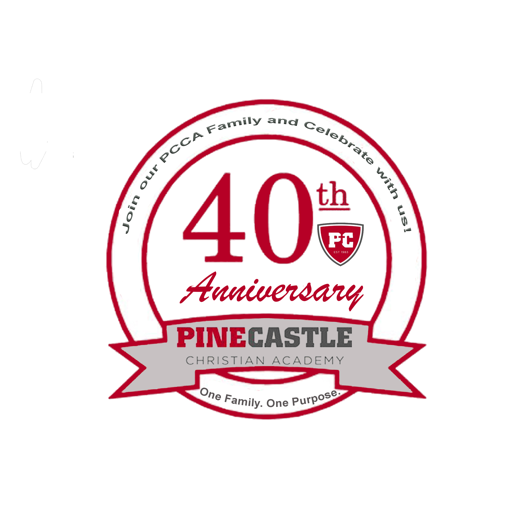 Join our PCCA Family and Celebrate with us!
40th
PC
Anniversary
PINECASTLE
CHRISTIAN ACADEMY
One Family. One Purpose.